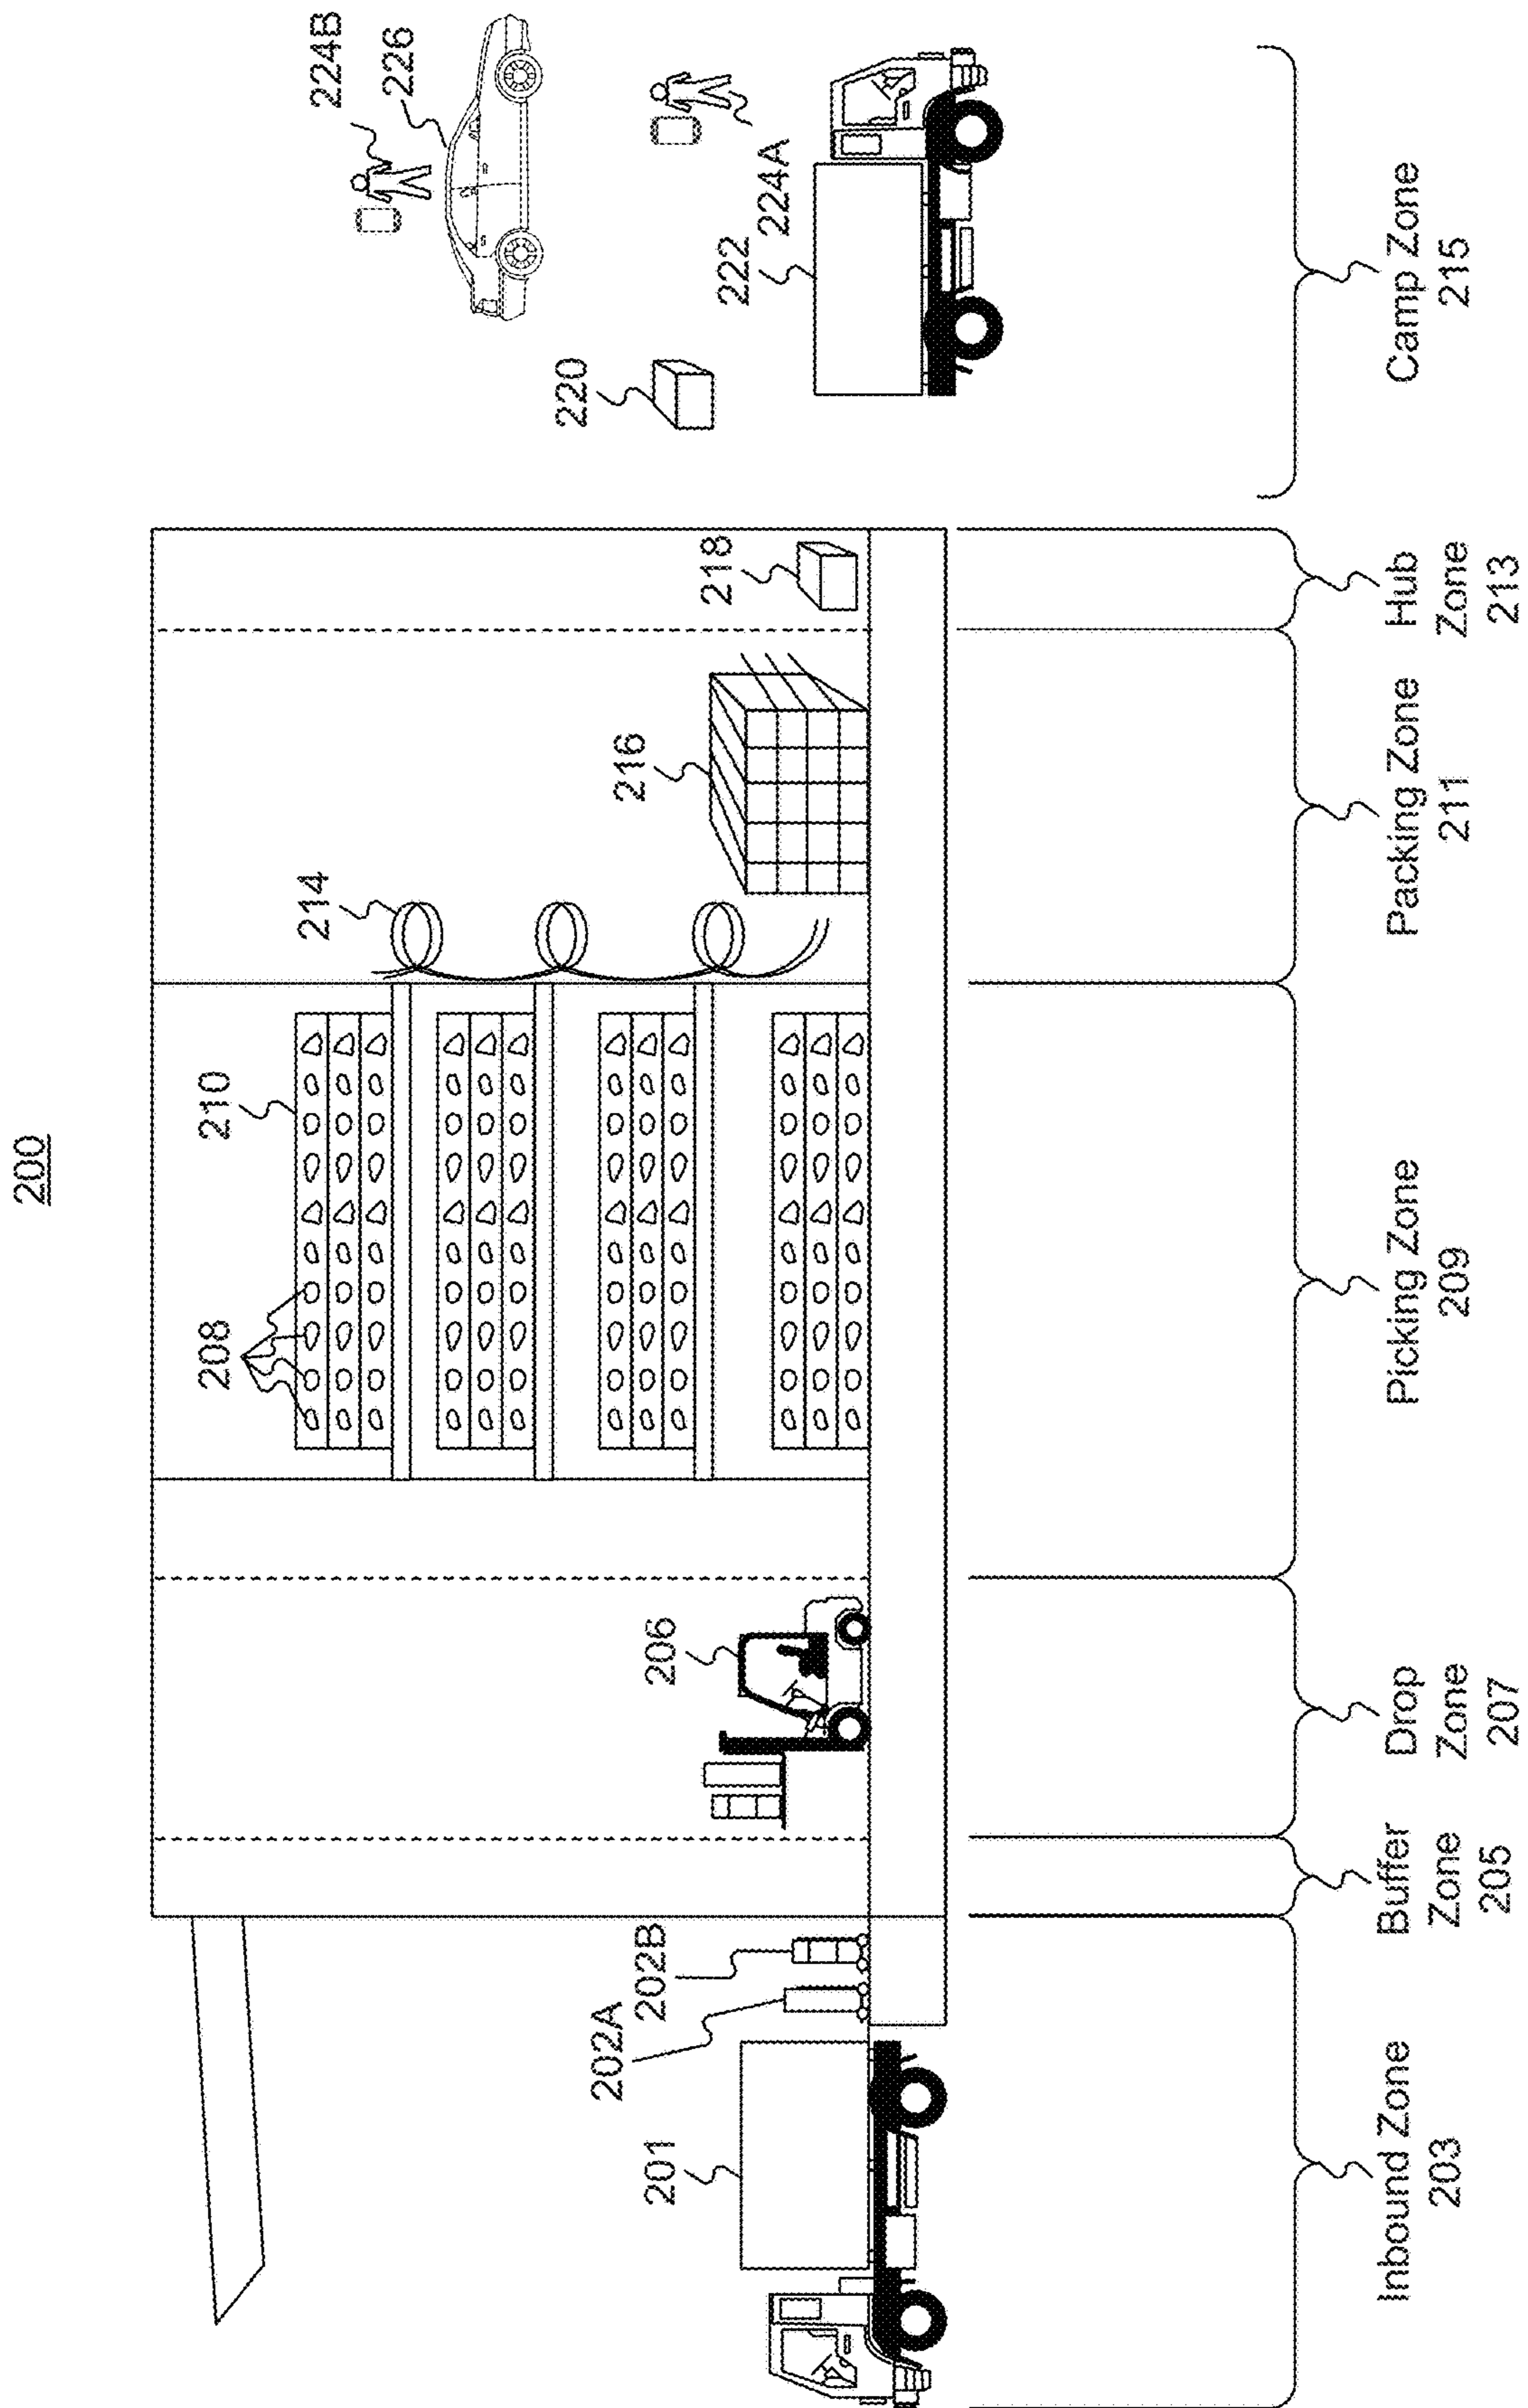 200
201
202A
202B
206
208
210
214
216
218
220
222
224A
224B
226
Inbound Zone
203
Buffer
Zone
205
Drop
Zone
207
Picking Zone
209
Packing Zone
211
Hub
Zone
213
Camp Zone
215